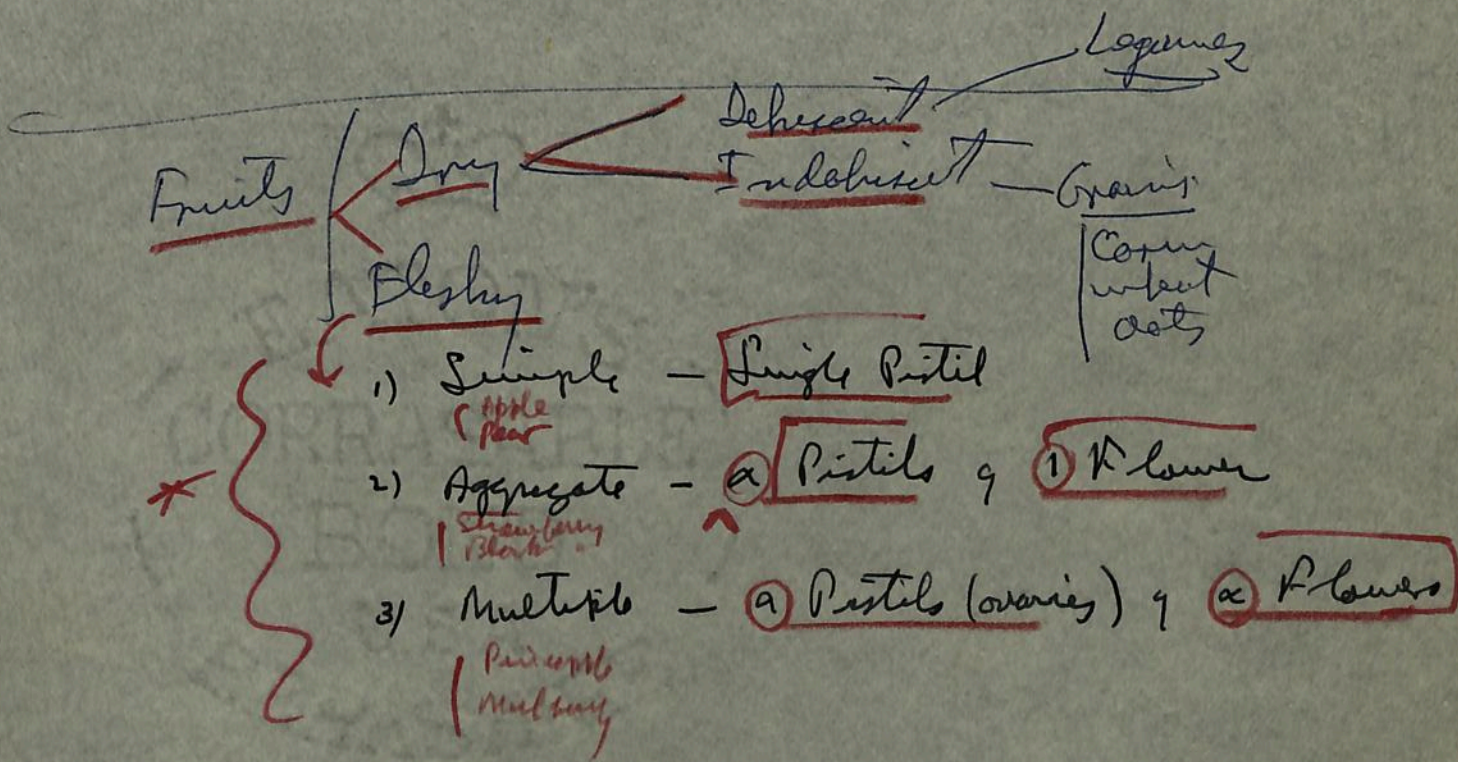 Legumes
Dehiscent
Fruits Dry Indehiscent — Grains
Corn
wheat
oats
Fleshy
1) Simple — Single Pistil
Apple
Pear
2) Aggregate — α Pistils of 1 Flower
Strawberry
Black
3) Multiple — α Pistils (ovaries) of α Flowers
Pineapple
Mulberry